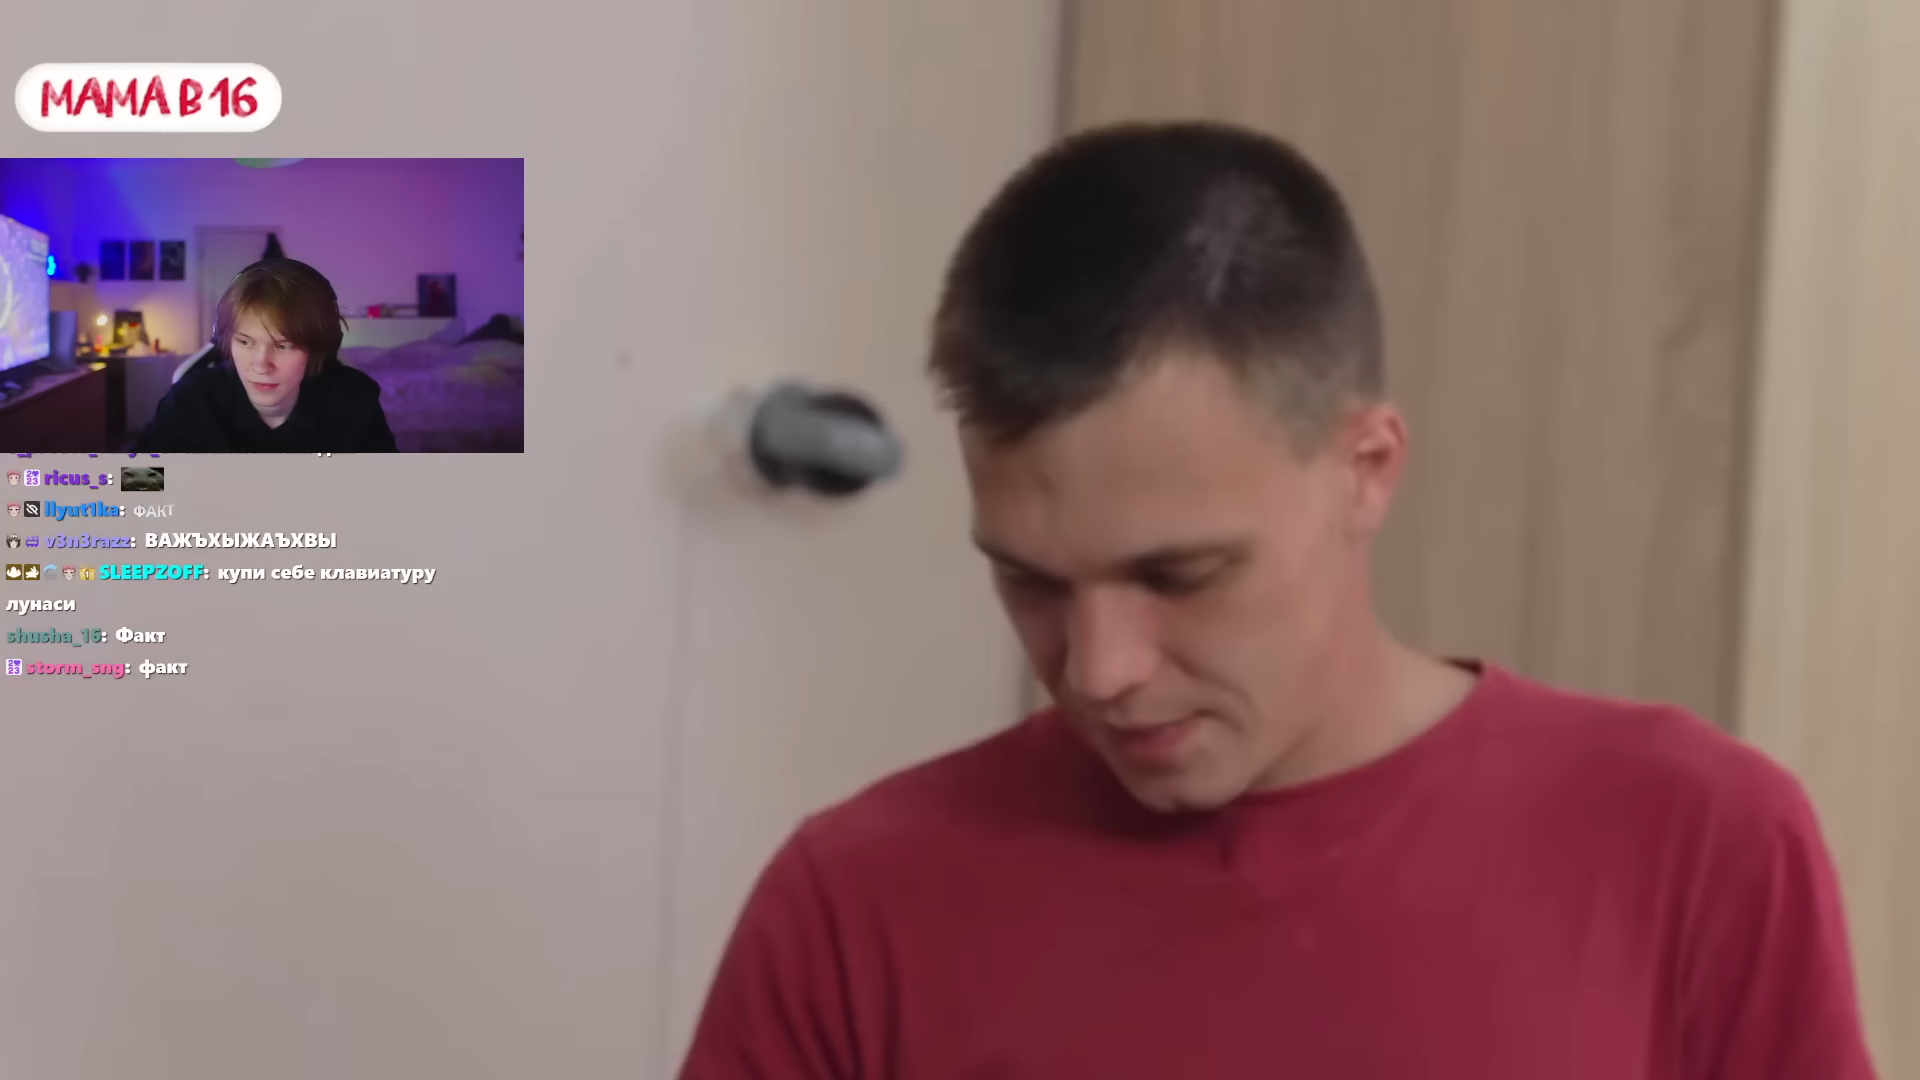 МАМА В 16
ricus_s:
llyut1ka: ФАКТ
v3n3razz: ВАЖЪХЫЖАЪХВЫ
SLEEPZOFF: купи себе клавиатуру
лунаси
shusha_16: Факт
storm_sng: факт